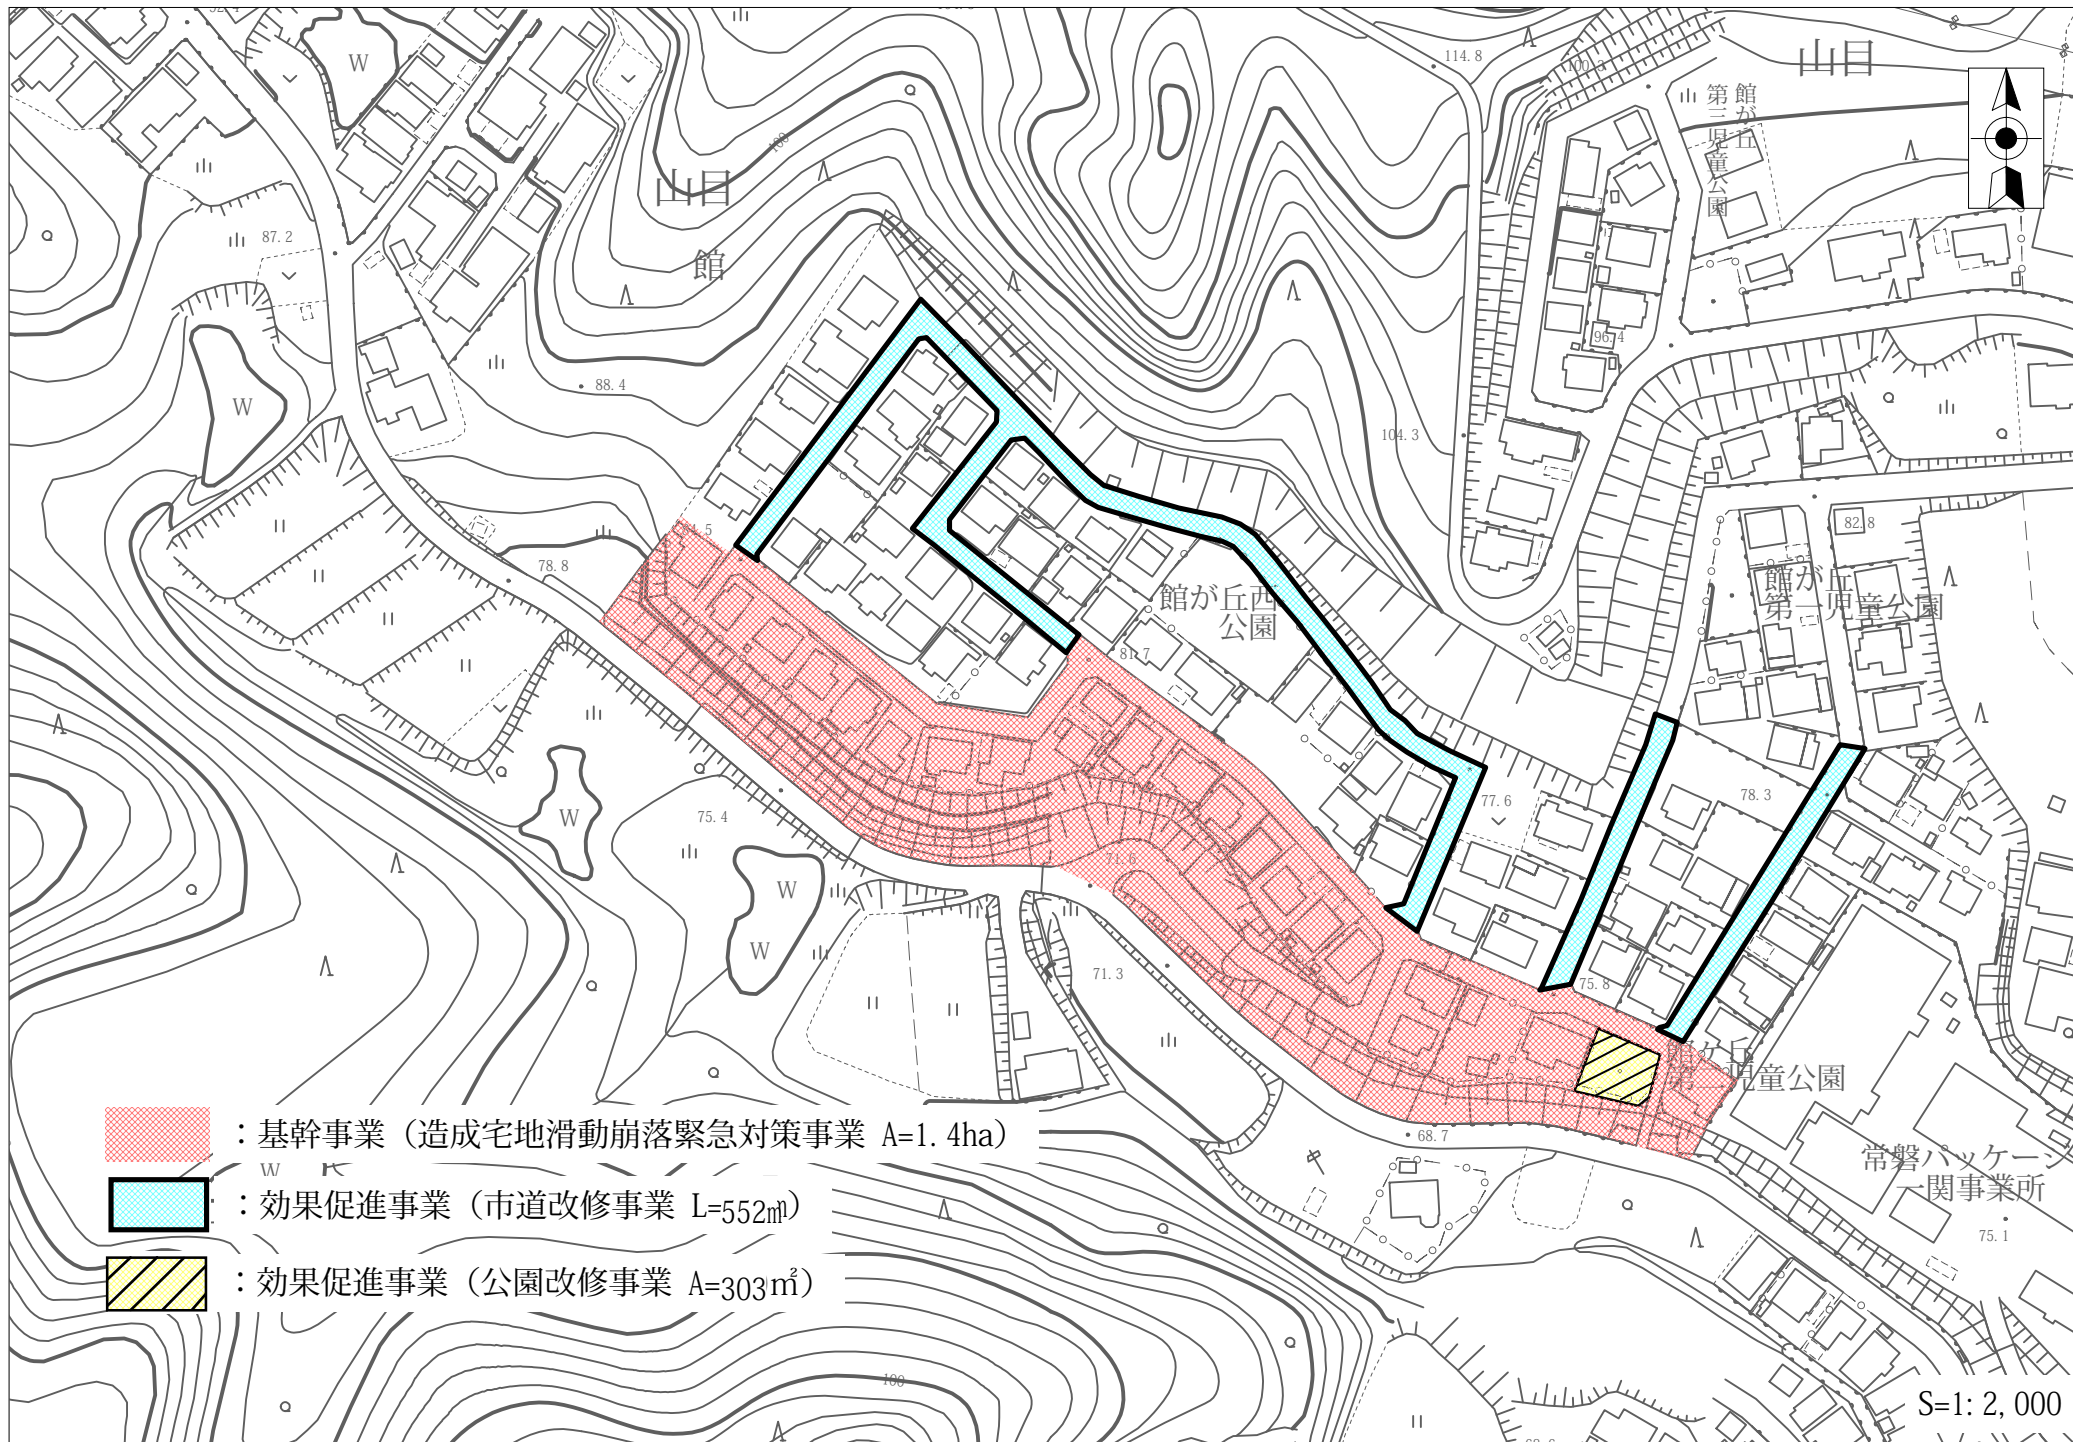 W
山目
114.8
100.3
山目
館が丘
第三児童公園
100
87.2
館
96.4
88.4
W
104.3
82.8
78.8
館が丘西
公園
館が丘
第一児童公園
81.7
77.6
78.3
75.4
W
71.6
W
W
71.3
75.8
児童公園
：基幹事業（造成宅地滑動崩落緊急対策事業 A=1.4ha）
68.7
W
常磐パッケージ
一関事業所
：効果促進事業（市道改修事業 L=552m）
75.1
：効果促進事業（公園改修事業 A=303㎡）
100
S=1:2,000